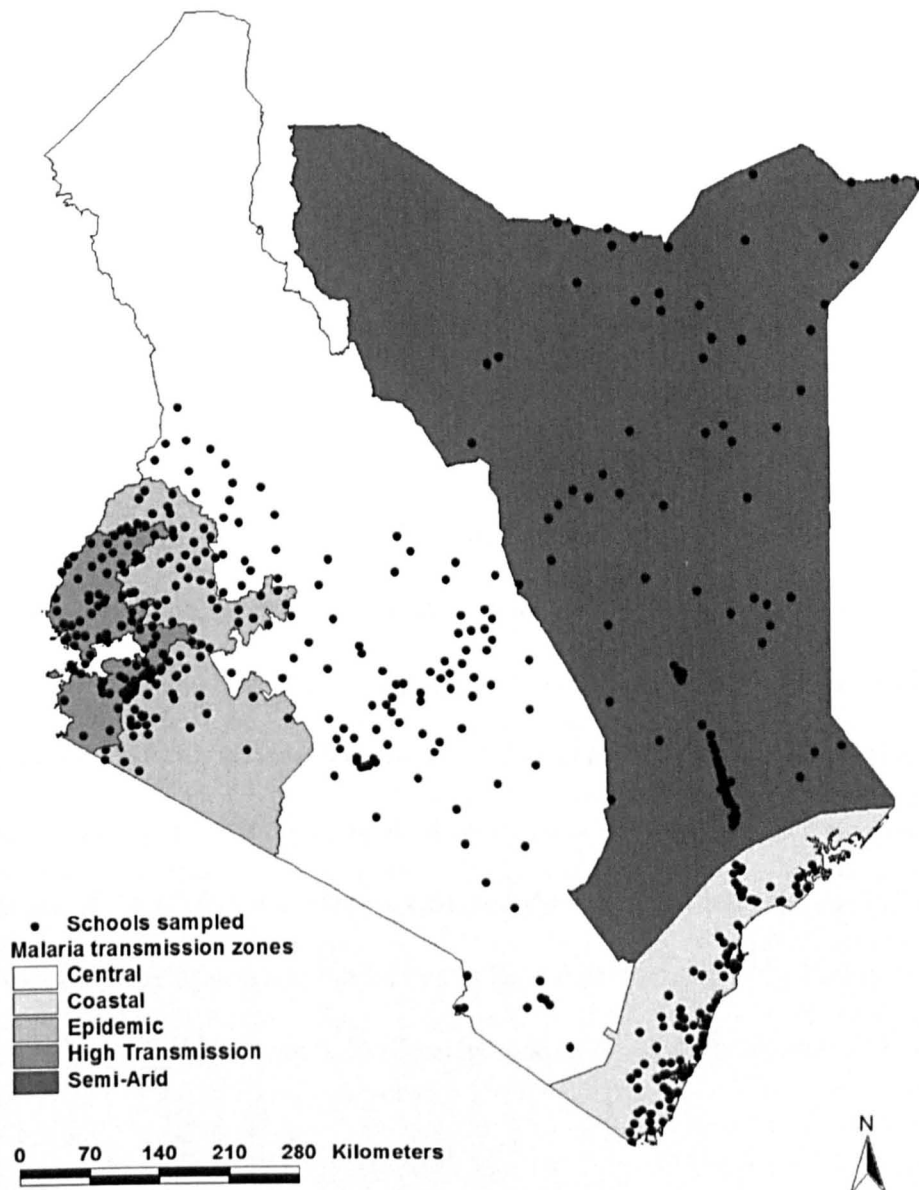 Schools sampled
Malaria transmission zones
Central
Coastal
Epidemic
High Transmission
Semi-Arid
0 70 140 210 280 Kilometers
N